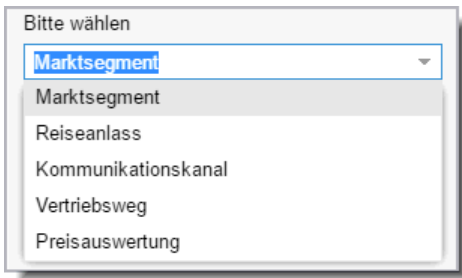 Bitte wählen
Marktsegment
Marktsegment
Reiseanlass
Kommunikationskanal
Vertriebsweg
Preisauswertung